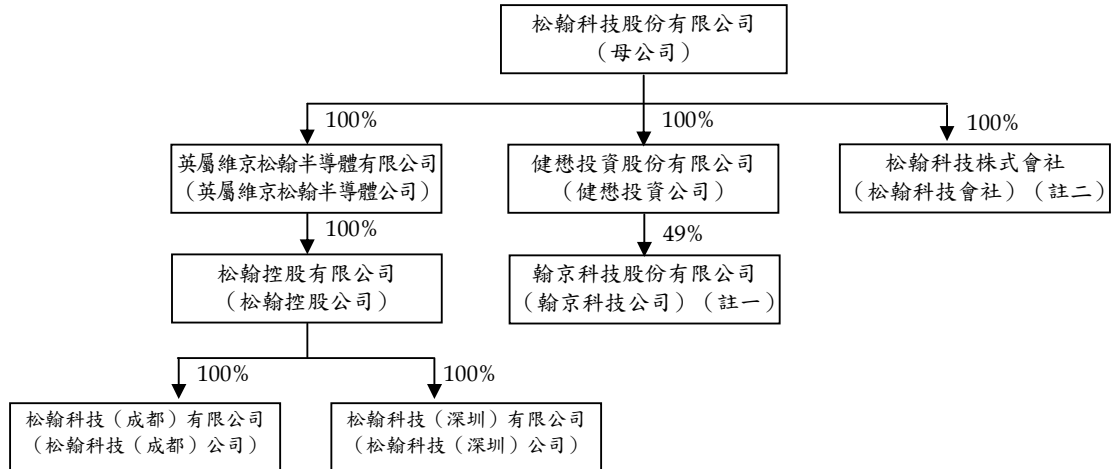 松翰科技股份有限公司
（母公司）
100%
100%
100%
英屬維京松翰半導體有限公司
（英屬維京松翰半導體公司）
健懋投資股份有限公司
（健懋投資公司）
松翰科技株式會社
（松翰科技會社）（註二）
100%
49%
松翰控股有限公司
（松翰控股公司）
翰京科技股份有限公司
（翰京科技公司）（註一）
100%
100%
松翰科技（成都）有限公司
（松翰科技（成都）公司）
松翰科技（深圳）有限公司
（松翰科技（深圳）公司）